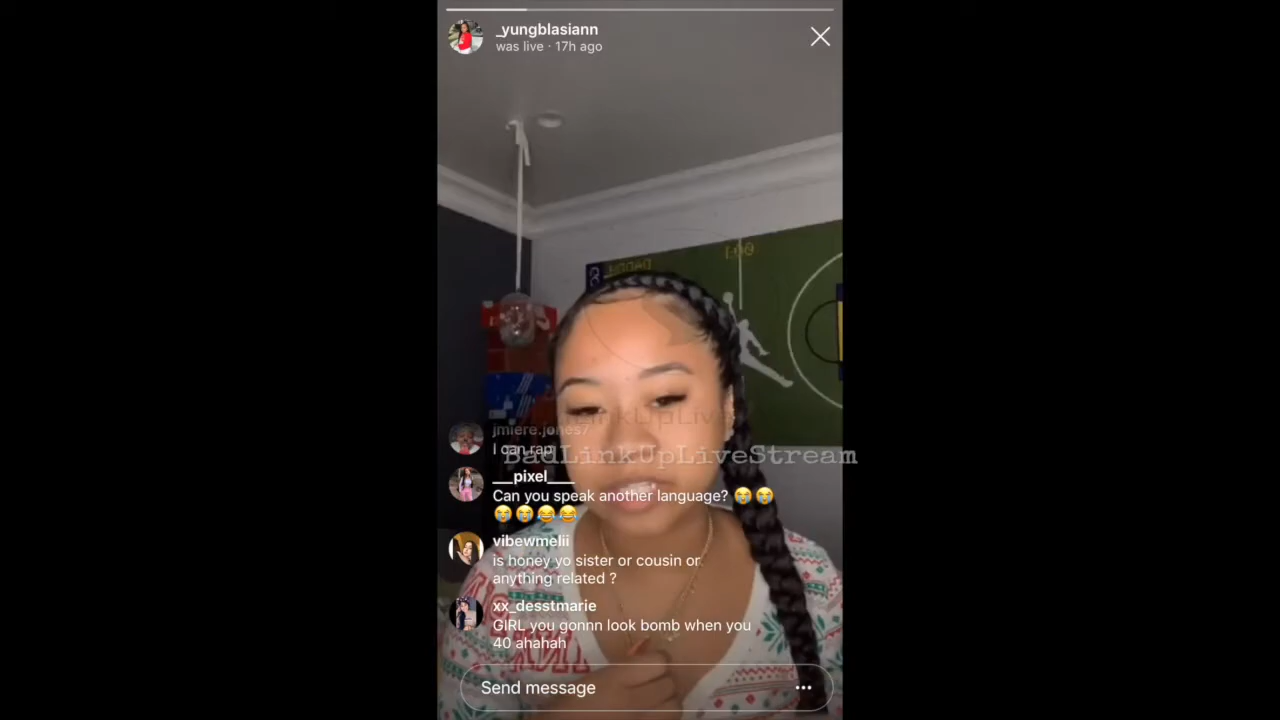 _yungblasiann
was live · 17h ago
jmiere.jones7
I can rap
BadLinkUpLiveStream
___pixel____
Can you speak another language? 😭😭
😭😭😂😂
vibewmelii
is honey yo sister or cousin or
anything related ?
xx_desstmarie
GIRL you gonnn look bomb when you
40 ahahah
Send message